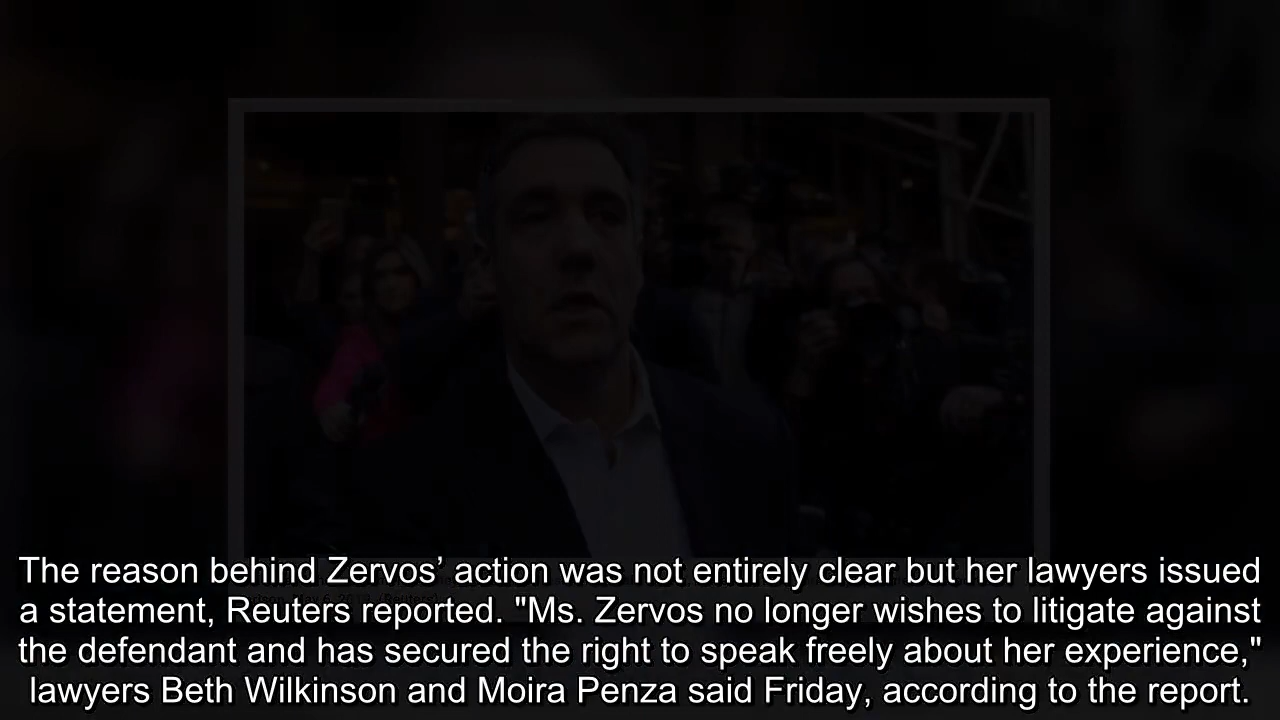 The reason behind Zervos’ action was not entirely clear but her lawyers issued
a statement, Reuters reported. "Ms. Zervos no longer wishes to litigate against
the defendant and has secured the right to speak freely about her experience,"
lawyers Beth Wilkinson and Moira Penza said Friday, according to the report.